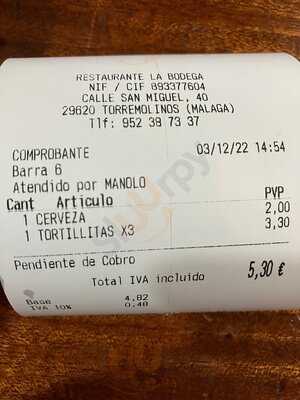 RESTAURANTE LA BODEGA
NIF / CIF B93377604
CALLE SAN MIGUEL, 40
29620 TORREMOLINOS (MALAGA)
Tlf: 952 38 73 37
COMPROBANTE 03/12/22 14:54
Barra 6
Atendido por MANOLO
Cant Artículo PVP
1 CERVEZA 2,00
1 TORTILLITAS X3 3,30
Pendiente de Cobro 5,30 €
Total IVA incluido
Base 4.82
IVA 10% 0.48
sluurpy